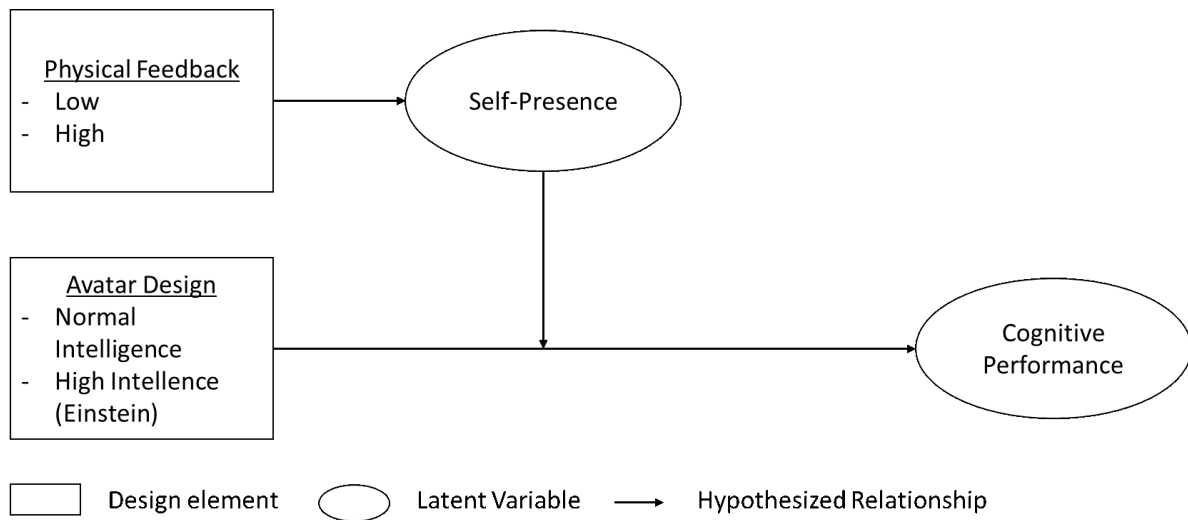 Physical Feedback
- Low
- High
Self-Presence
Avatar Design
- Normal
Intelligence
- High Intellence
(Einstein)
Cognitive
Performance
Design element
Latent Variable
Hypothesized Relationship